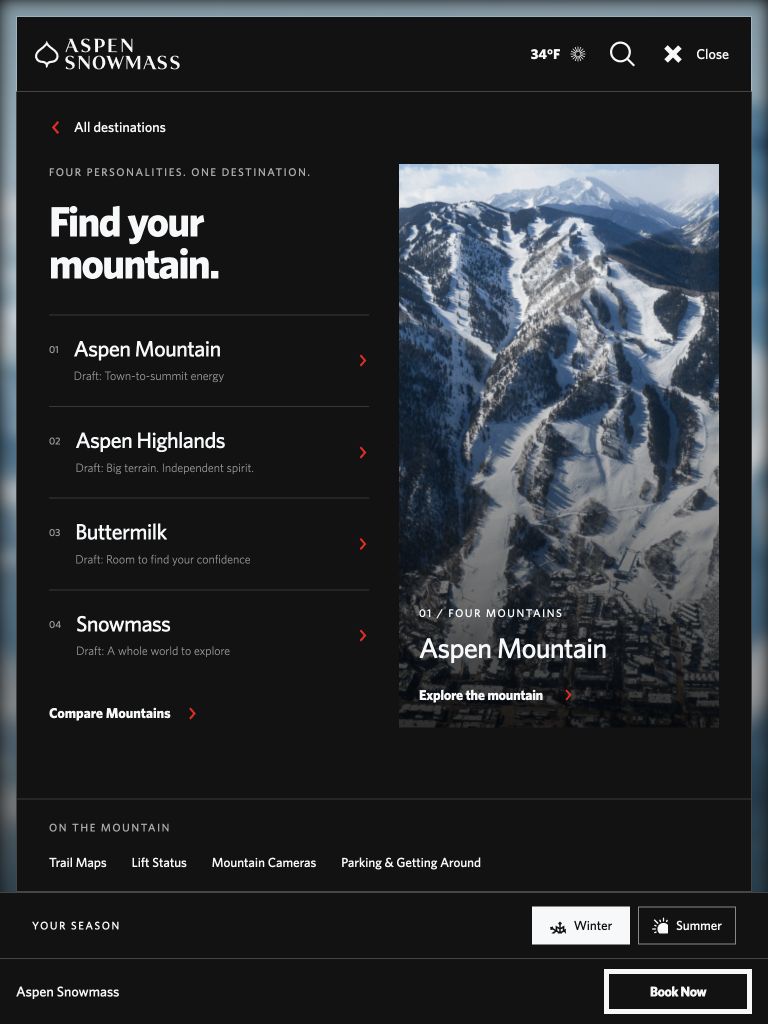 ASPEN
SNOWMASS
34°F
Close
All destinations
FOUR PERSONALITIES. ONE DESTINATION.
Find your
mountain.
01 Aspen Mountain
Draft: Town-to-summit energy
02 Aspen Highlands
Draft: Big terrain. Independent spirit.
03 Buttermilk
Draft: Room to find your confidence
04 Snowmass
Draft: A whole world to explore
Compare Mountains
01 / FOUR MOUNTAINS
Aspen Mountain
Explore the mountain
ON THE MOUNTAIN
Trail Maps Lift Status Mountain Cameras Parking & Getting Around
YOUR SEASON
Winter Summer
Aspen Snowmass
Book Now